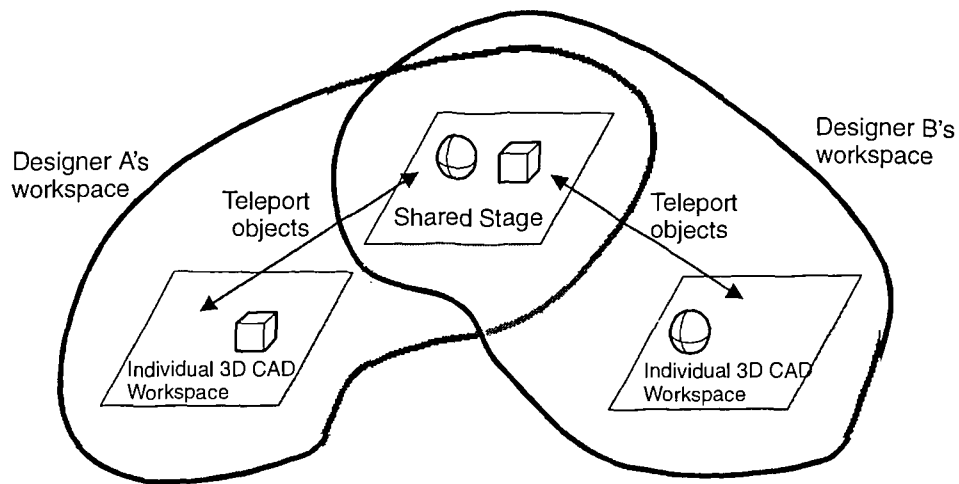 Designer A's
workspace
Teleport
objects
Shared Stage
Teleport
objects
Designer B's
workspace
Individual 3D CAD
Workspace
Individual 3D CAD
Workspace